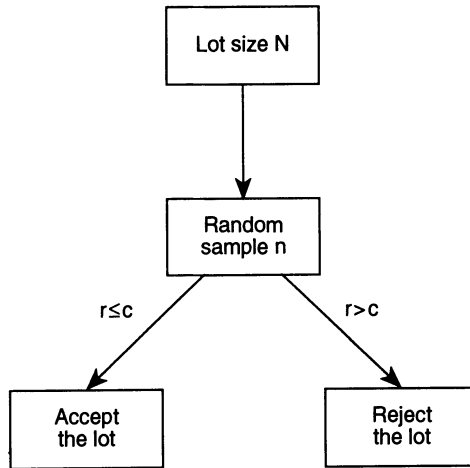 Lot size N
Random
sample n
r≤c
r>c
Accept
the lot
Reject
the lot